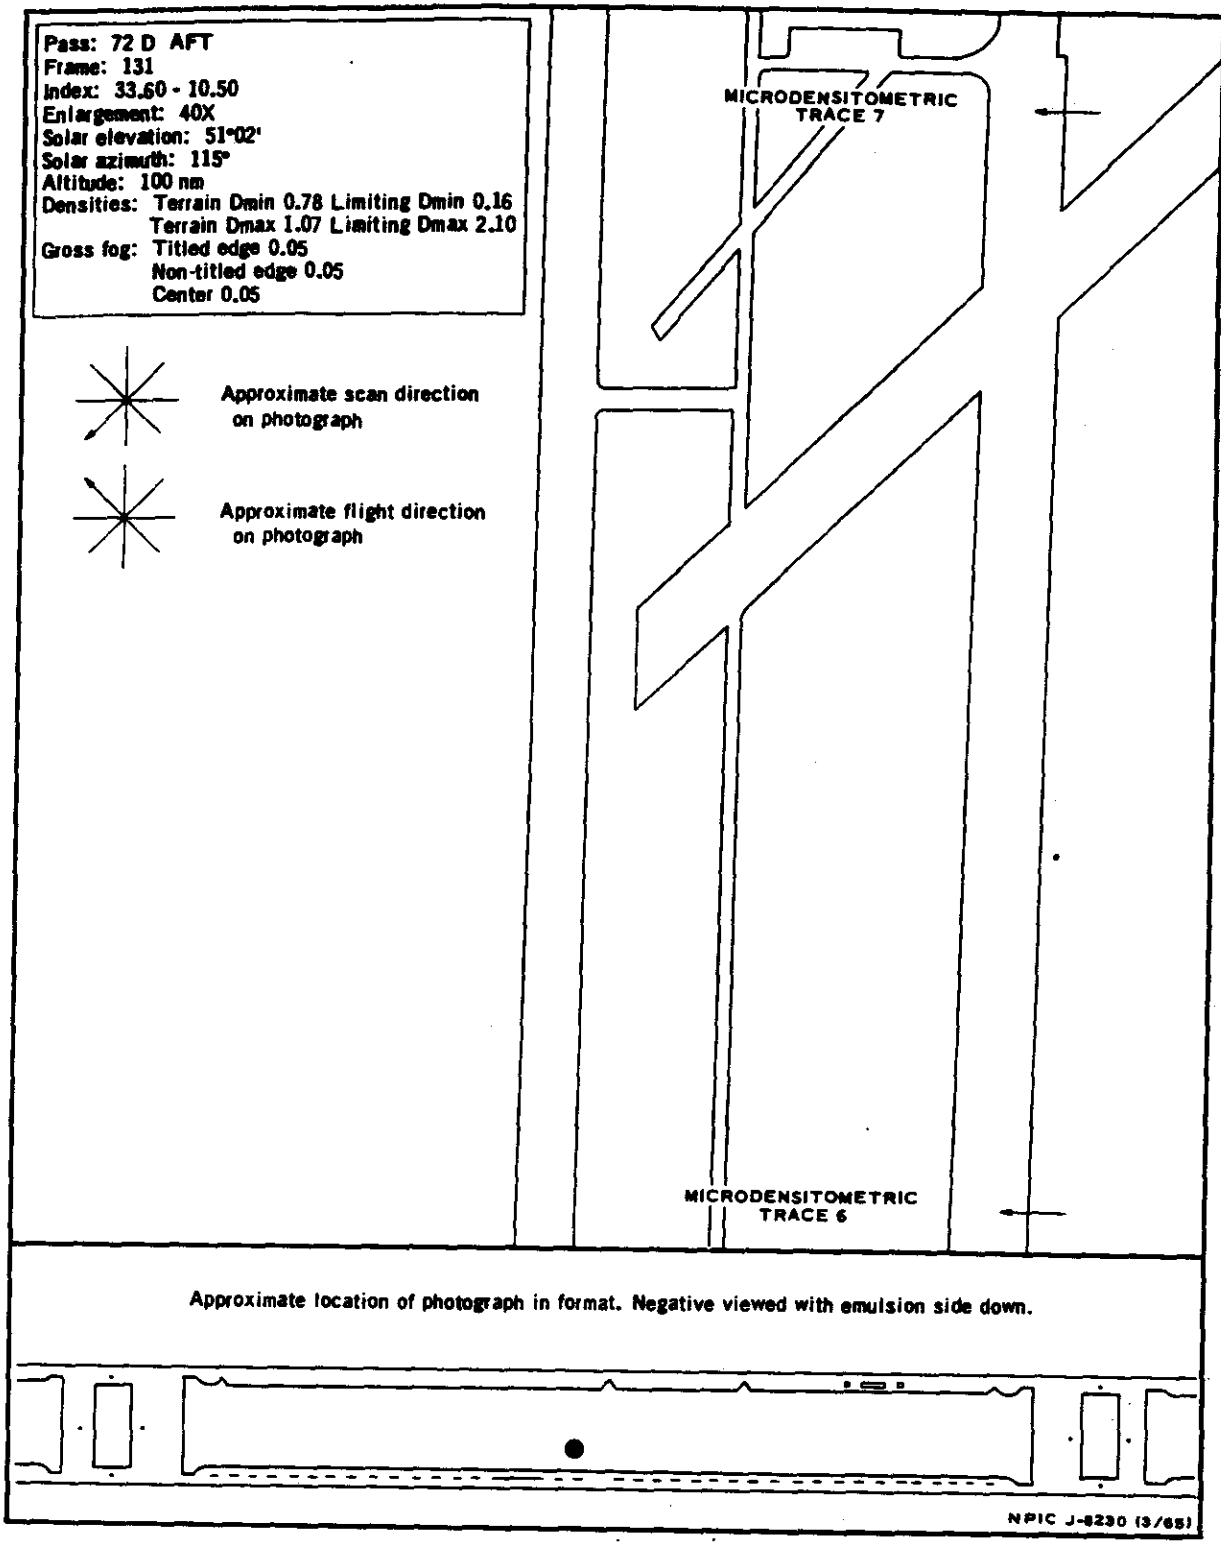 Pass: 72 D AFT
Frame: 131
Index: 33.60 - 10.50
Enlargement: 40X
Solar elevation: 51°02'
Solar azimuth: 115°
Altitude: 100 nm
Densities: Terrain Dmin 0.78 Limiting Dmin 0.16
Terrain Dmax 1.07 Limiting Dmax 2.10
Gross fog: Titled edge 0.05
Non-titled edge 0.05
Center 0.05
MICRODENSITOMETRIC
TRACE 7
Approximate scan direction
on photograph
Approximate flight direction
on photograph
MICRODENSITOMETRIC
TRACE 6
Approximate location of photograph in format. Negative viewed with emulsion side down.
NPIC J-8230 (3/65)